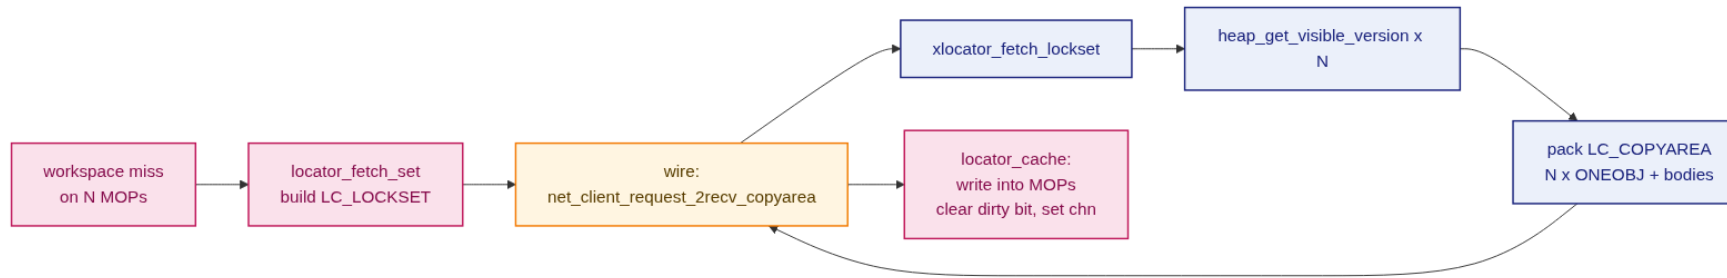 workspace miss
on N MOPs
locator_fetch_set
build LC_LOCKSET
wire:
net_client_request_2recv_copyarea
xlocator_fetch_lockset
heap_get_visible_version x
N
pack LC_COPYAREA
N x ONEOBJ + bodies
locator_cache:
write into MOPs
clear dirty bit, set chn